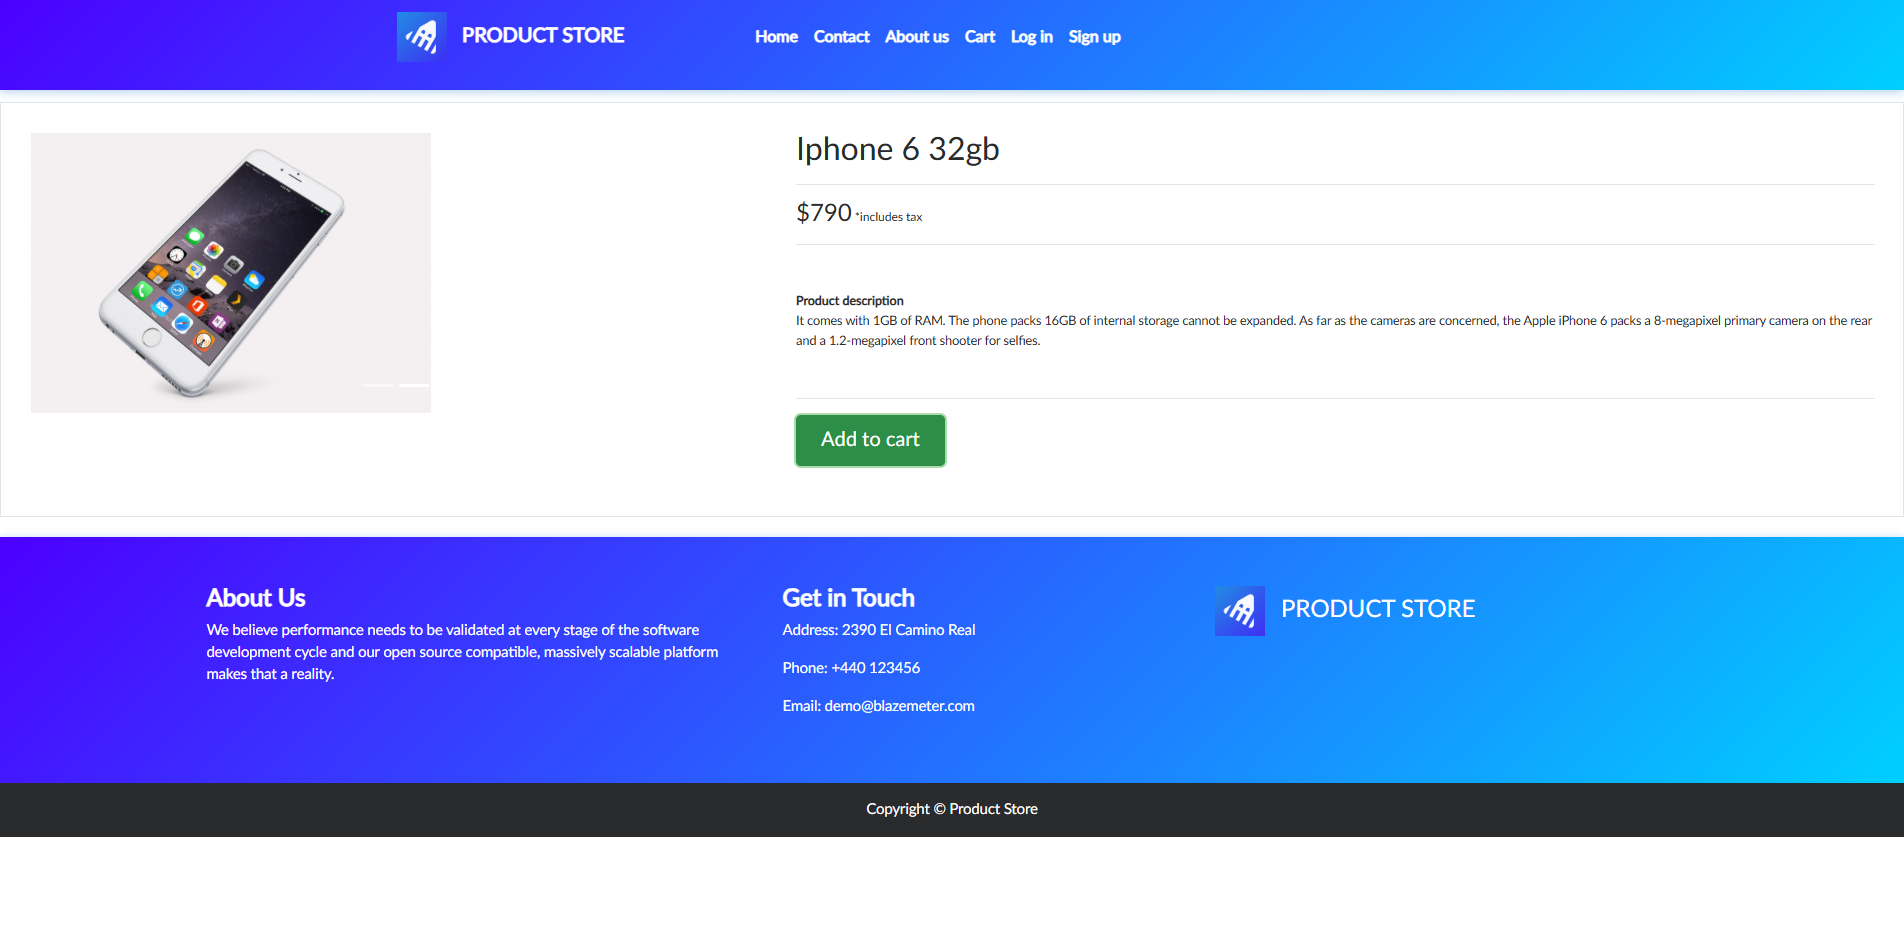 PRODUCT STORE
Home Contact About us Cart Log in Sign up
Iphone 6 32gb
$790 *includes tax
Product description
It comes with 1GB of RAM. The phone packs 16GB of internal storage cannot be expanded. As far as the cameras are concerned, the Apple iPhone 6 packs a 8-megapixel primary camera on the rear
and a 1.2-megapixel front shooter for selfies.
Add to cart
About Us
We believe performance needs to be validated at every stage of the software
development cycle and our open source compatible, massively scalable platform
makes that a reality.
Get in Touch
Address: 2390 El Camino Real
Phone: +440 123456
Email: demo@blazemeter.com
PRODUCT STORE
Copyright © Product Store